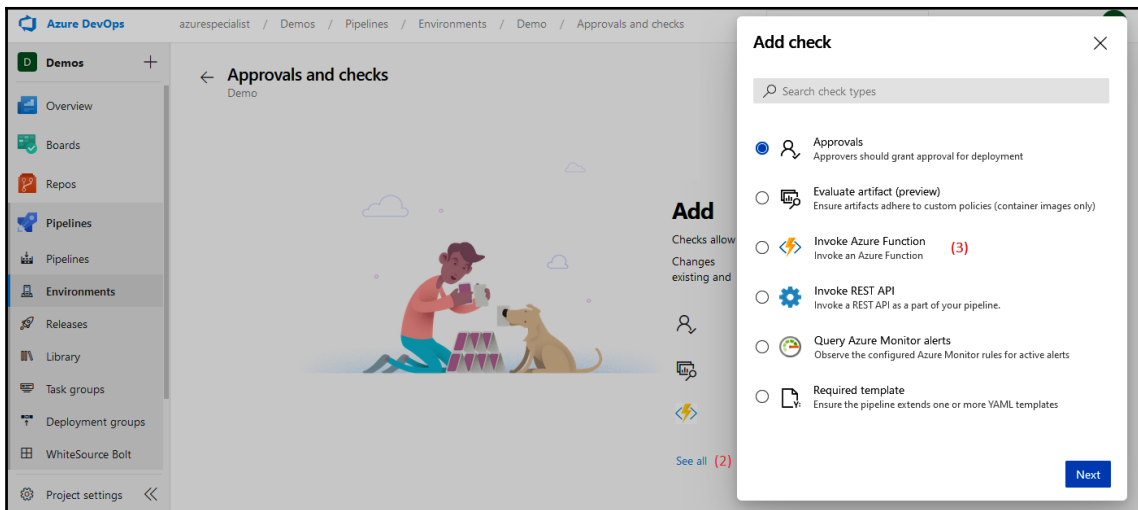 Azure DevOps
azurespecialist / Demos / Pipelines / Environments / Demo / Approvals and checks
D Demos
Overview
Boards
Repos
Pipelines
Pipelines
Environments
Releases
Library
Task groups
Deployment groups
WhiteSource Bolt
Project settings
Approvals and checks
Demo
Add
Checks allow
Changes
existing and
See all (2)
Add check
Search check types
Approvals
Approvers should grant approval for deployment
Evaluate artifact (preview)
Ensure artifacts adhere to custom policies (container images only)
Invoke Azure Function (3)
Invoke an Azure Function
Invoke REST API
Invoke a REST API as a part of your pipeline.
Query Azure Monitor alerts
Observe the configured Azure Monitor rules for active alerts
Required template
Ensure the pipeline extends one or more YAML templates
Next